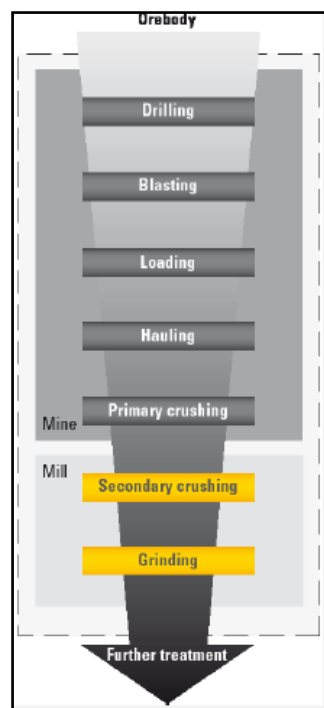 Orebody
Drilling
Blasting
Loading
Hauling
Primary crushing
Mine
Mill
Secondary crushing
Grinding
Further treatment